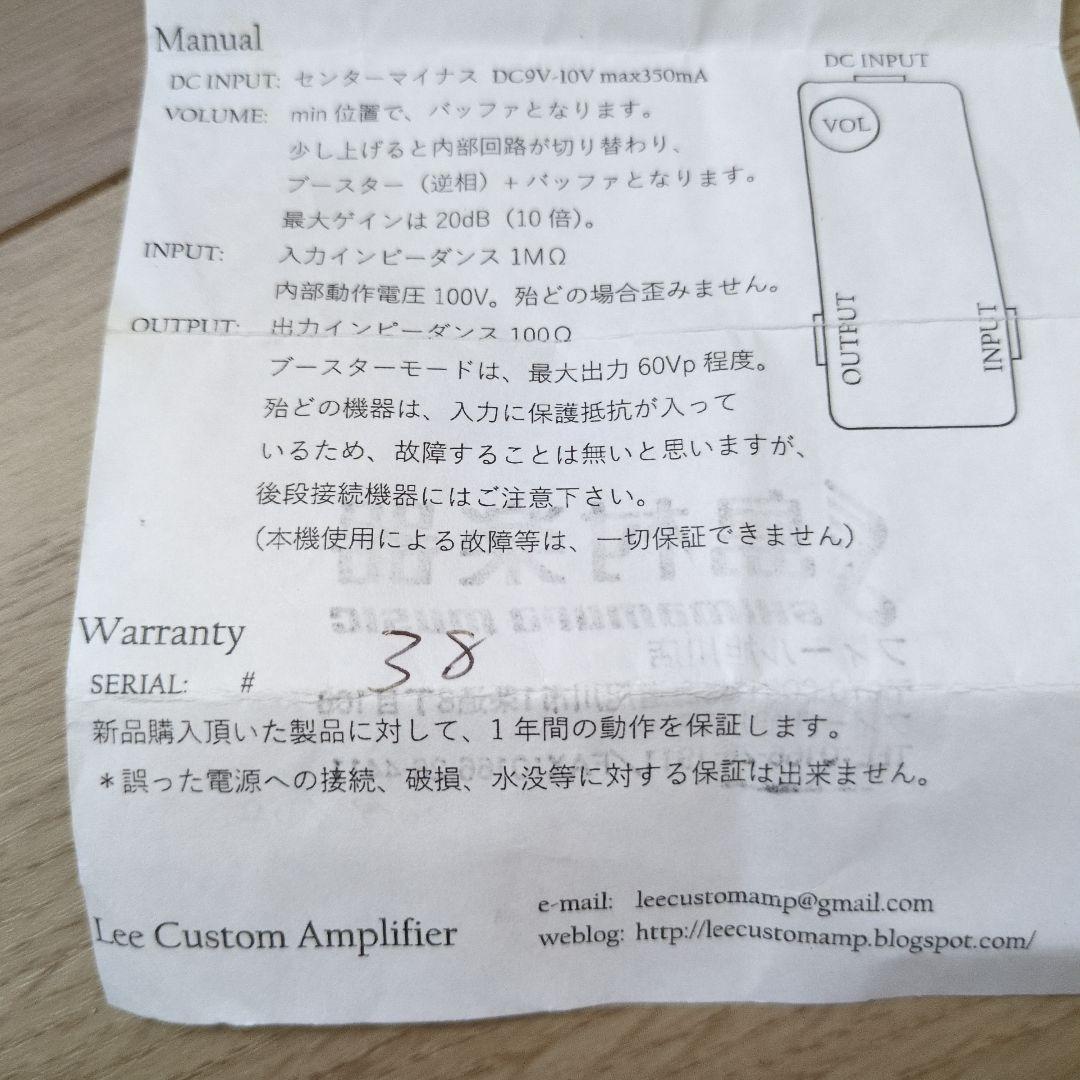 Manual
DC INPUT: センターマイナス DC9V-10V max350mA
VOLUME: min 位置で、バッファとなります。
少し上げると内部回路が切り替わり、
ブースター（逆相）+ バッファとなります。
最大ゲインは 20dB（10 倍）。
INPUT: 入力インピーダンス 1MΩ
内部動作電圧 100V。殆どの場合歪みません。
OUTPUT: 出力インピーダンス 100Ω
ブースターモードは、最大出力 60Vp 程度。
殆どの機器は、入力に保護抵抗が入って
いるため、故障することは無いと思いますが、
後段接続機器にはご注意下さい。
（本機使用による故障等は、一切保証できません）
DC INPUT
VOL
OUTPUT
INPUT
島村楽器
shimamura music
Warranty
SERIAL: # 38
新品購入頂いた製品に対して、1 年間の動作を保証します。
＊誤った電源への接続、破損、水没等に対する保証は出来ません。
Lee Custom Amplifier
e-mail: leecustomamp@gmail.com
weblog: http://leecustomamp.blogspot.com/